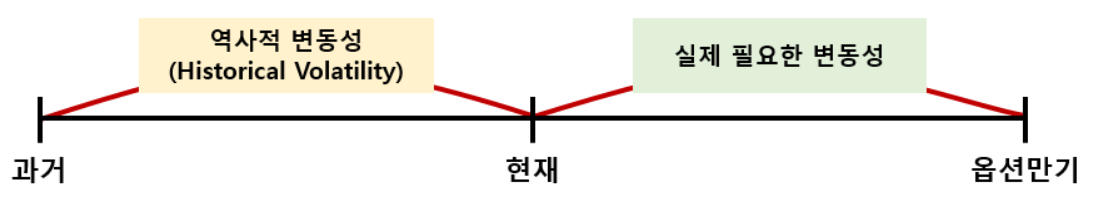 역사적 변동성
(Historical Volatility)
실제 필요한 변동성
과거
현재
옵션만기